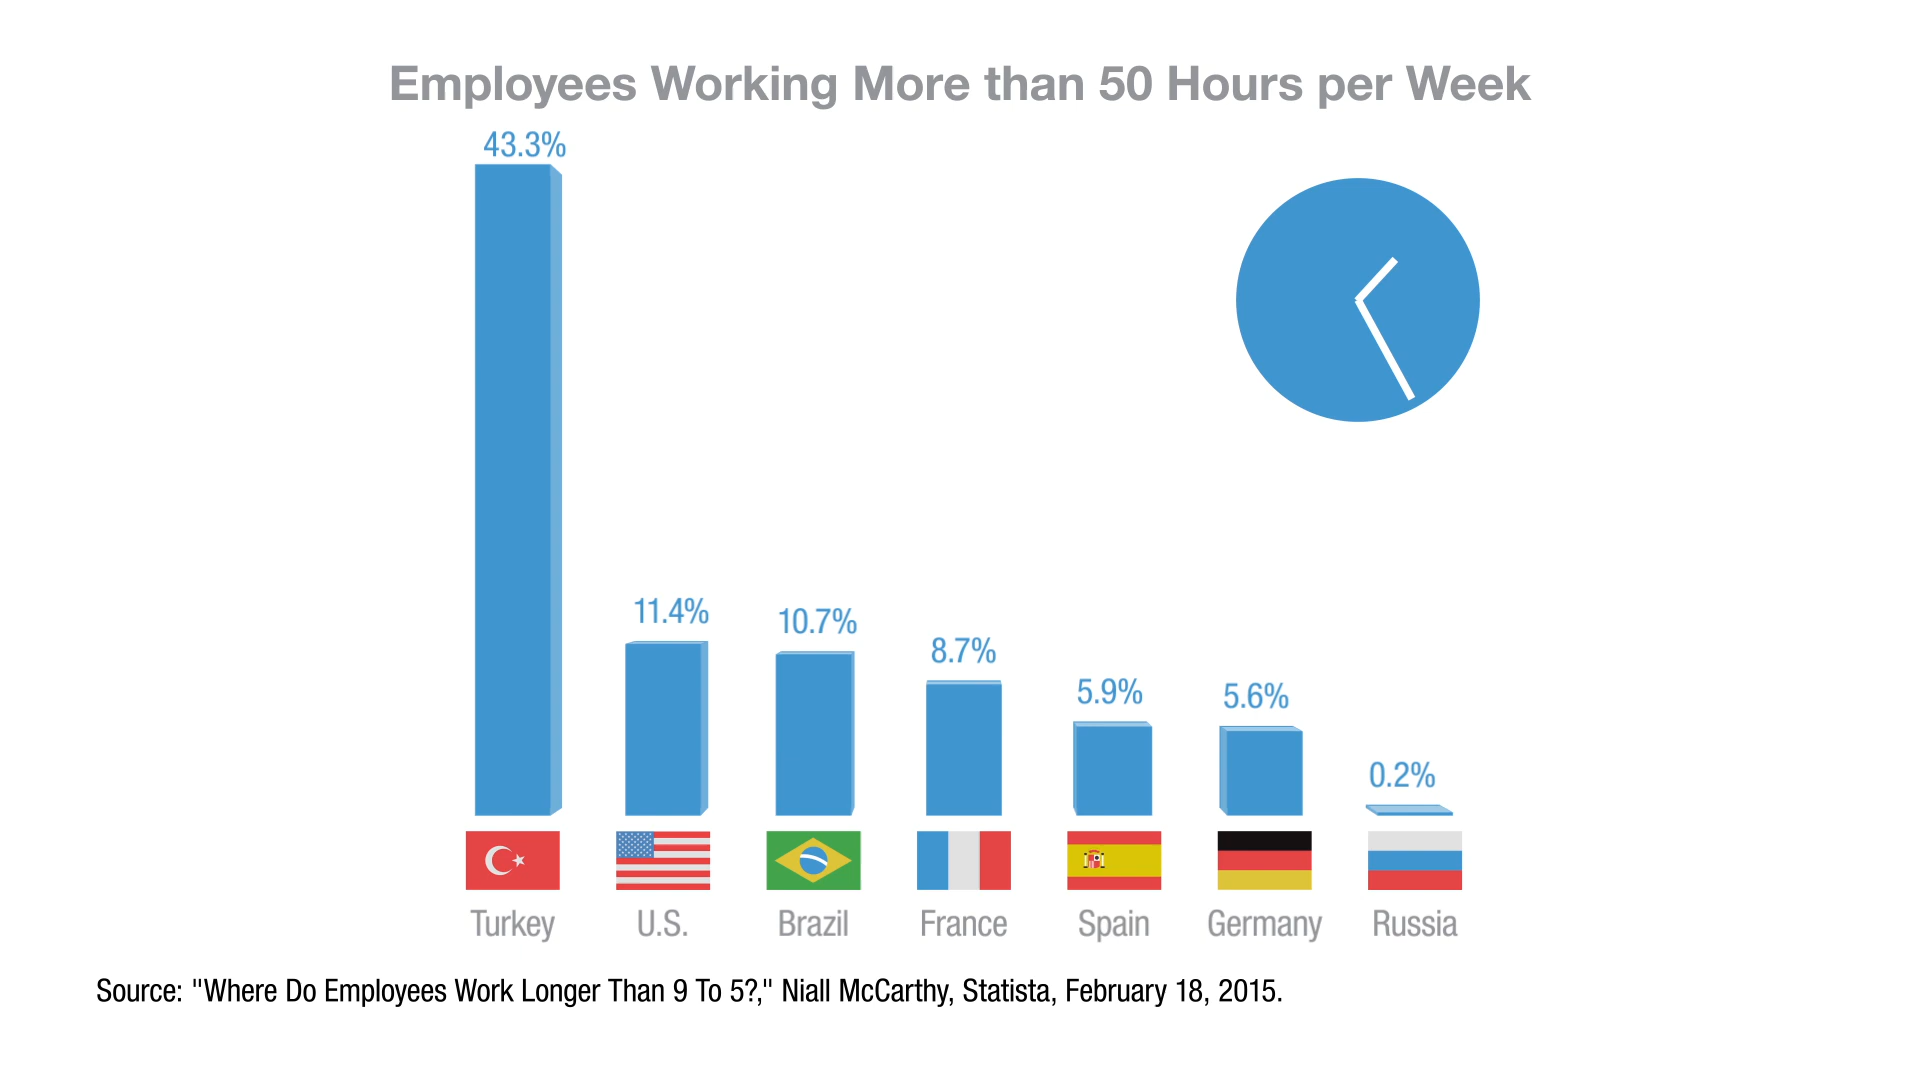 Employees Working More than 50 Hours per Week
43.3%
11.4%
10.7%
8.7%
5.9%
5.6%
0.2%
Turkey
U.S.
Brazil
France
Spain
Germany
Russia
Source: "Where Do Employees Work Longer Than 9 To 5?," Niall McCarthy, Statista, February 18, 2015.